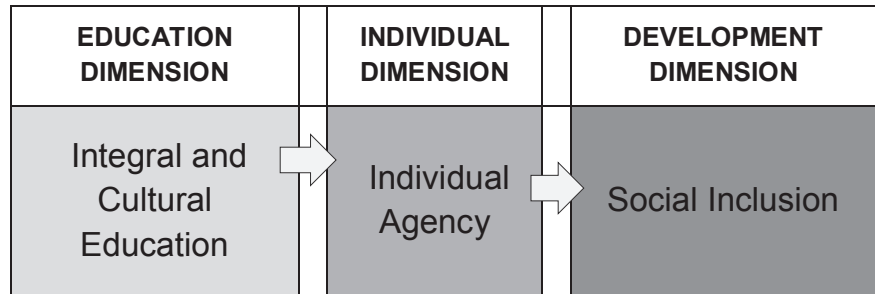 EDUCATION
DIMENSION
INDIVIDUAL
DIMENSION
DEVELOPMENT
DIMENSION
Integral and
Cultural
Education
Individual
Agency
Social Inclusion